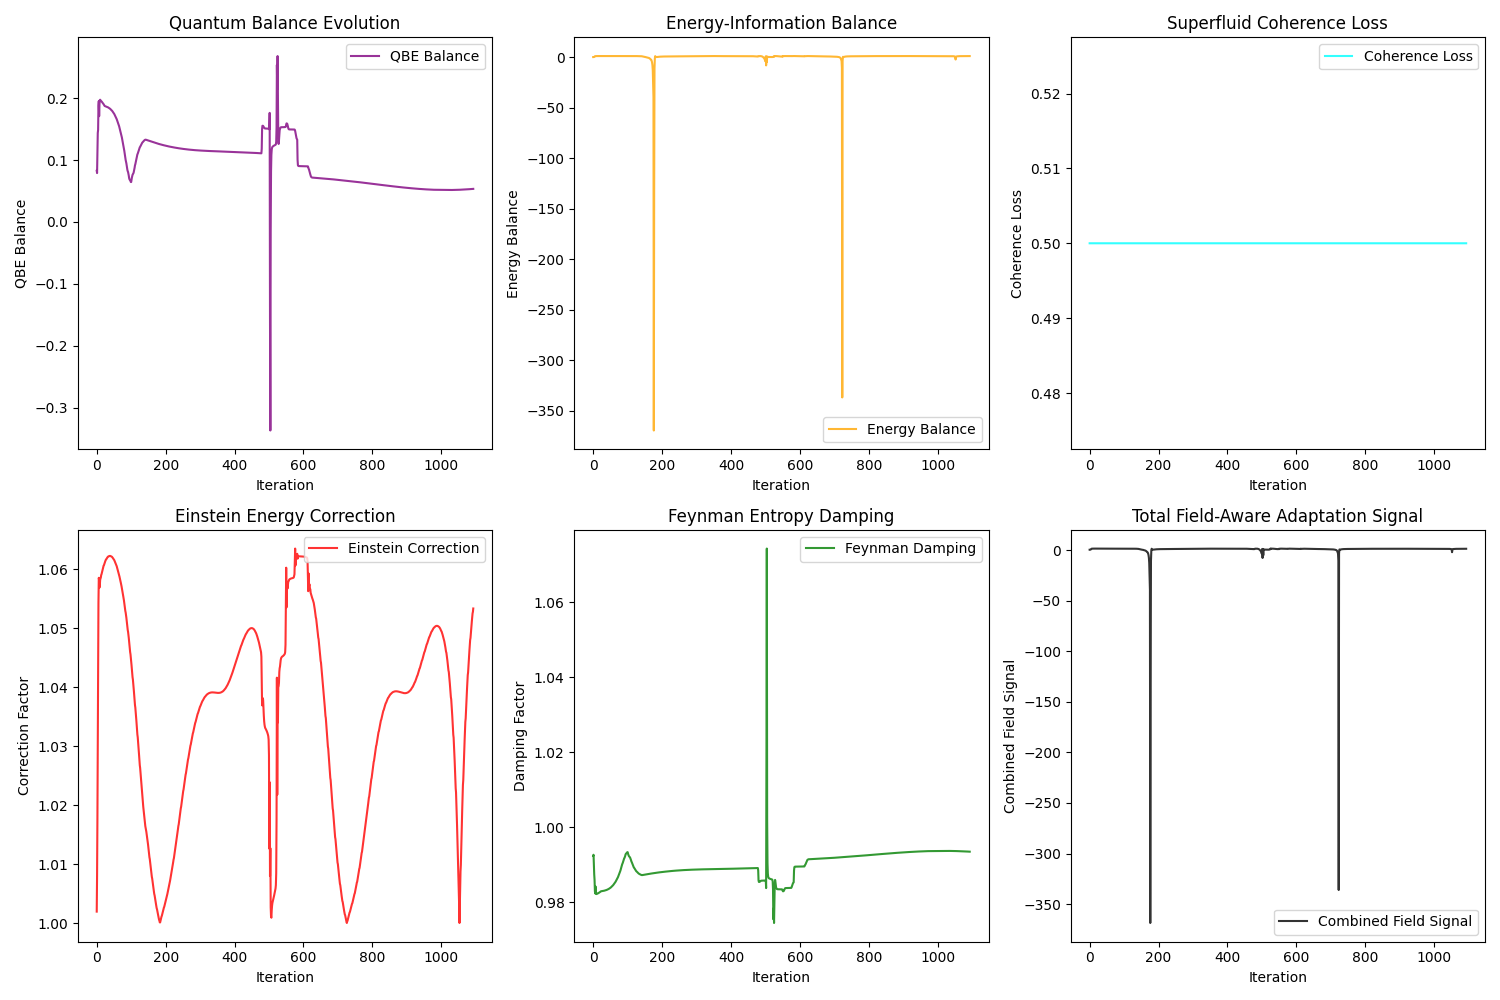 Quantum Balance Evolution
QBE Balance
0.2
0.1
0.0
−0.1
−0.2
−0.3
QBE Balance
0 200 400 600 800 1000
Iteration
Energy-Information Balance
Energy Balance
0
−50
−100
−150
−200
−250
−300
−350
Energy Balance
0 200 400 600 800 1000
Iteration
Superfluid Coherence Loss
Coherence Loss
0.52
0.51
0.50
0.49
0.48
Coherence Loss
0 200 400 600 800 1000
Iteration
Einstein Energy Correction
Einstein Correction
1.06
1.05
1.04
1.03
1.02
1.01
1.00
Correction Factor
0 200 400 600 800 1000
Iteration
Feynman Entropy Damping
Feynman Damping
1.06
1.04
1.02
1.00
0.98
Damping Factor
0 200 400 600 800 1000
Iteration
Total Field-Aware Adaptation Signal
0
−50
−100
−150
−200
−250
−300
−350
Combined Field Signal
Combined Field Signal
0 200 400 600 800 1000
Iteration